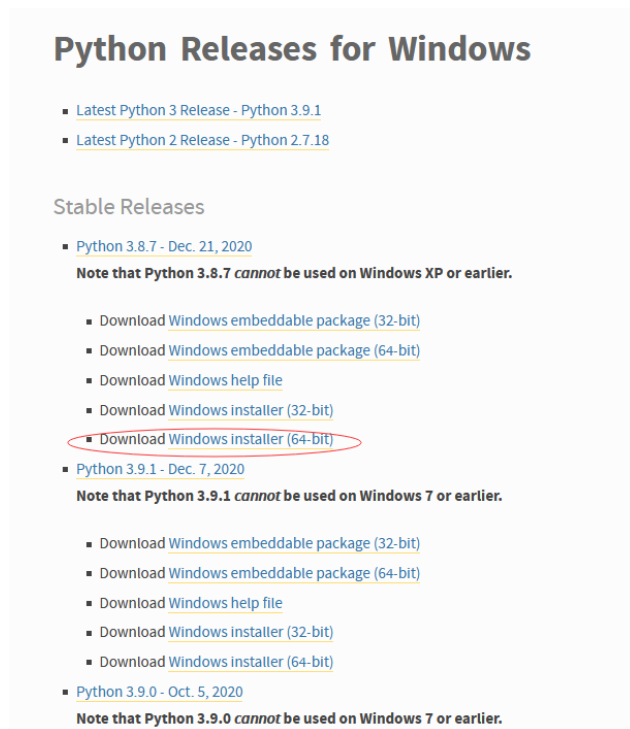 Python Releases for Windows
Latest Python 3 Release - Python 3.9.1
Latest Python 2 Release - Python 2.7.18
Stable Releases
Python 3.8.7 - Dec. 21, 2020
Note that Python 3.8.7 cannot be used on Windows XP or earlier.
Download Windows embeddable package (32-bit)
Download Windows embeddable package (64-bit)
Download Windows help file
Download Windows installer (32-bit)
Download Windows installer (64-bit)
Python 3.9.1 - Dec. 7, 2020
Note that Python 3.9.1 cannot be used on Windows 7 or earlier.
Download Windows embeddable package (32-bit)
Download Windows embeddable package (64-bit)
Download Windows help file
Download Windows installer (32-bit)
Download Windows installer (64-bit)
Python 3.9.0 - Oct. 5, 2020
Note that Python 3.9.0 cannot be used on Windows 7 or earlier.